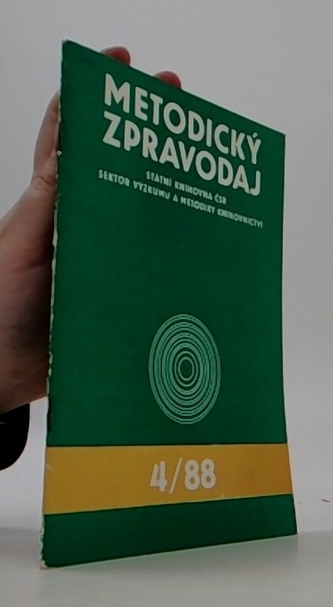 METODICKÝ
ZPRAVODAJ
STÁTNÍ KNIHOVNA ČSR
SEKTOR VÝZKUMU A METODIKY KNIHOVNICTVÍ
4/88